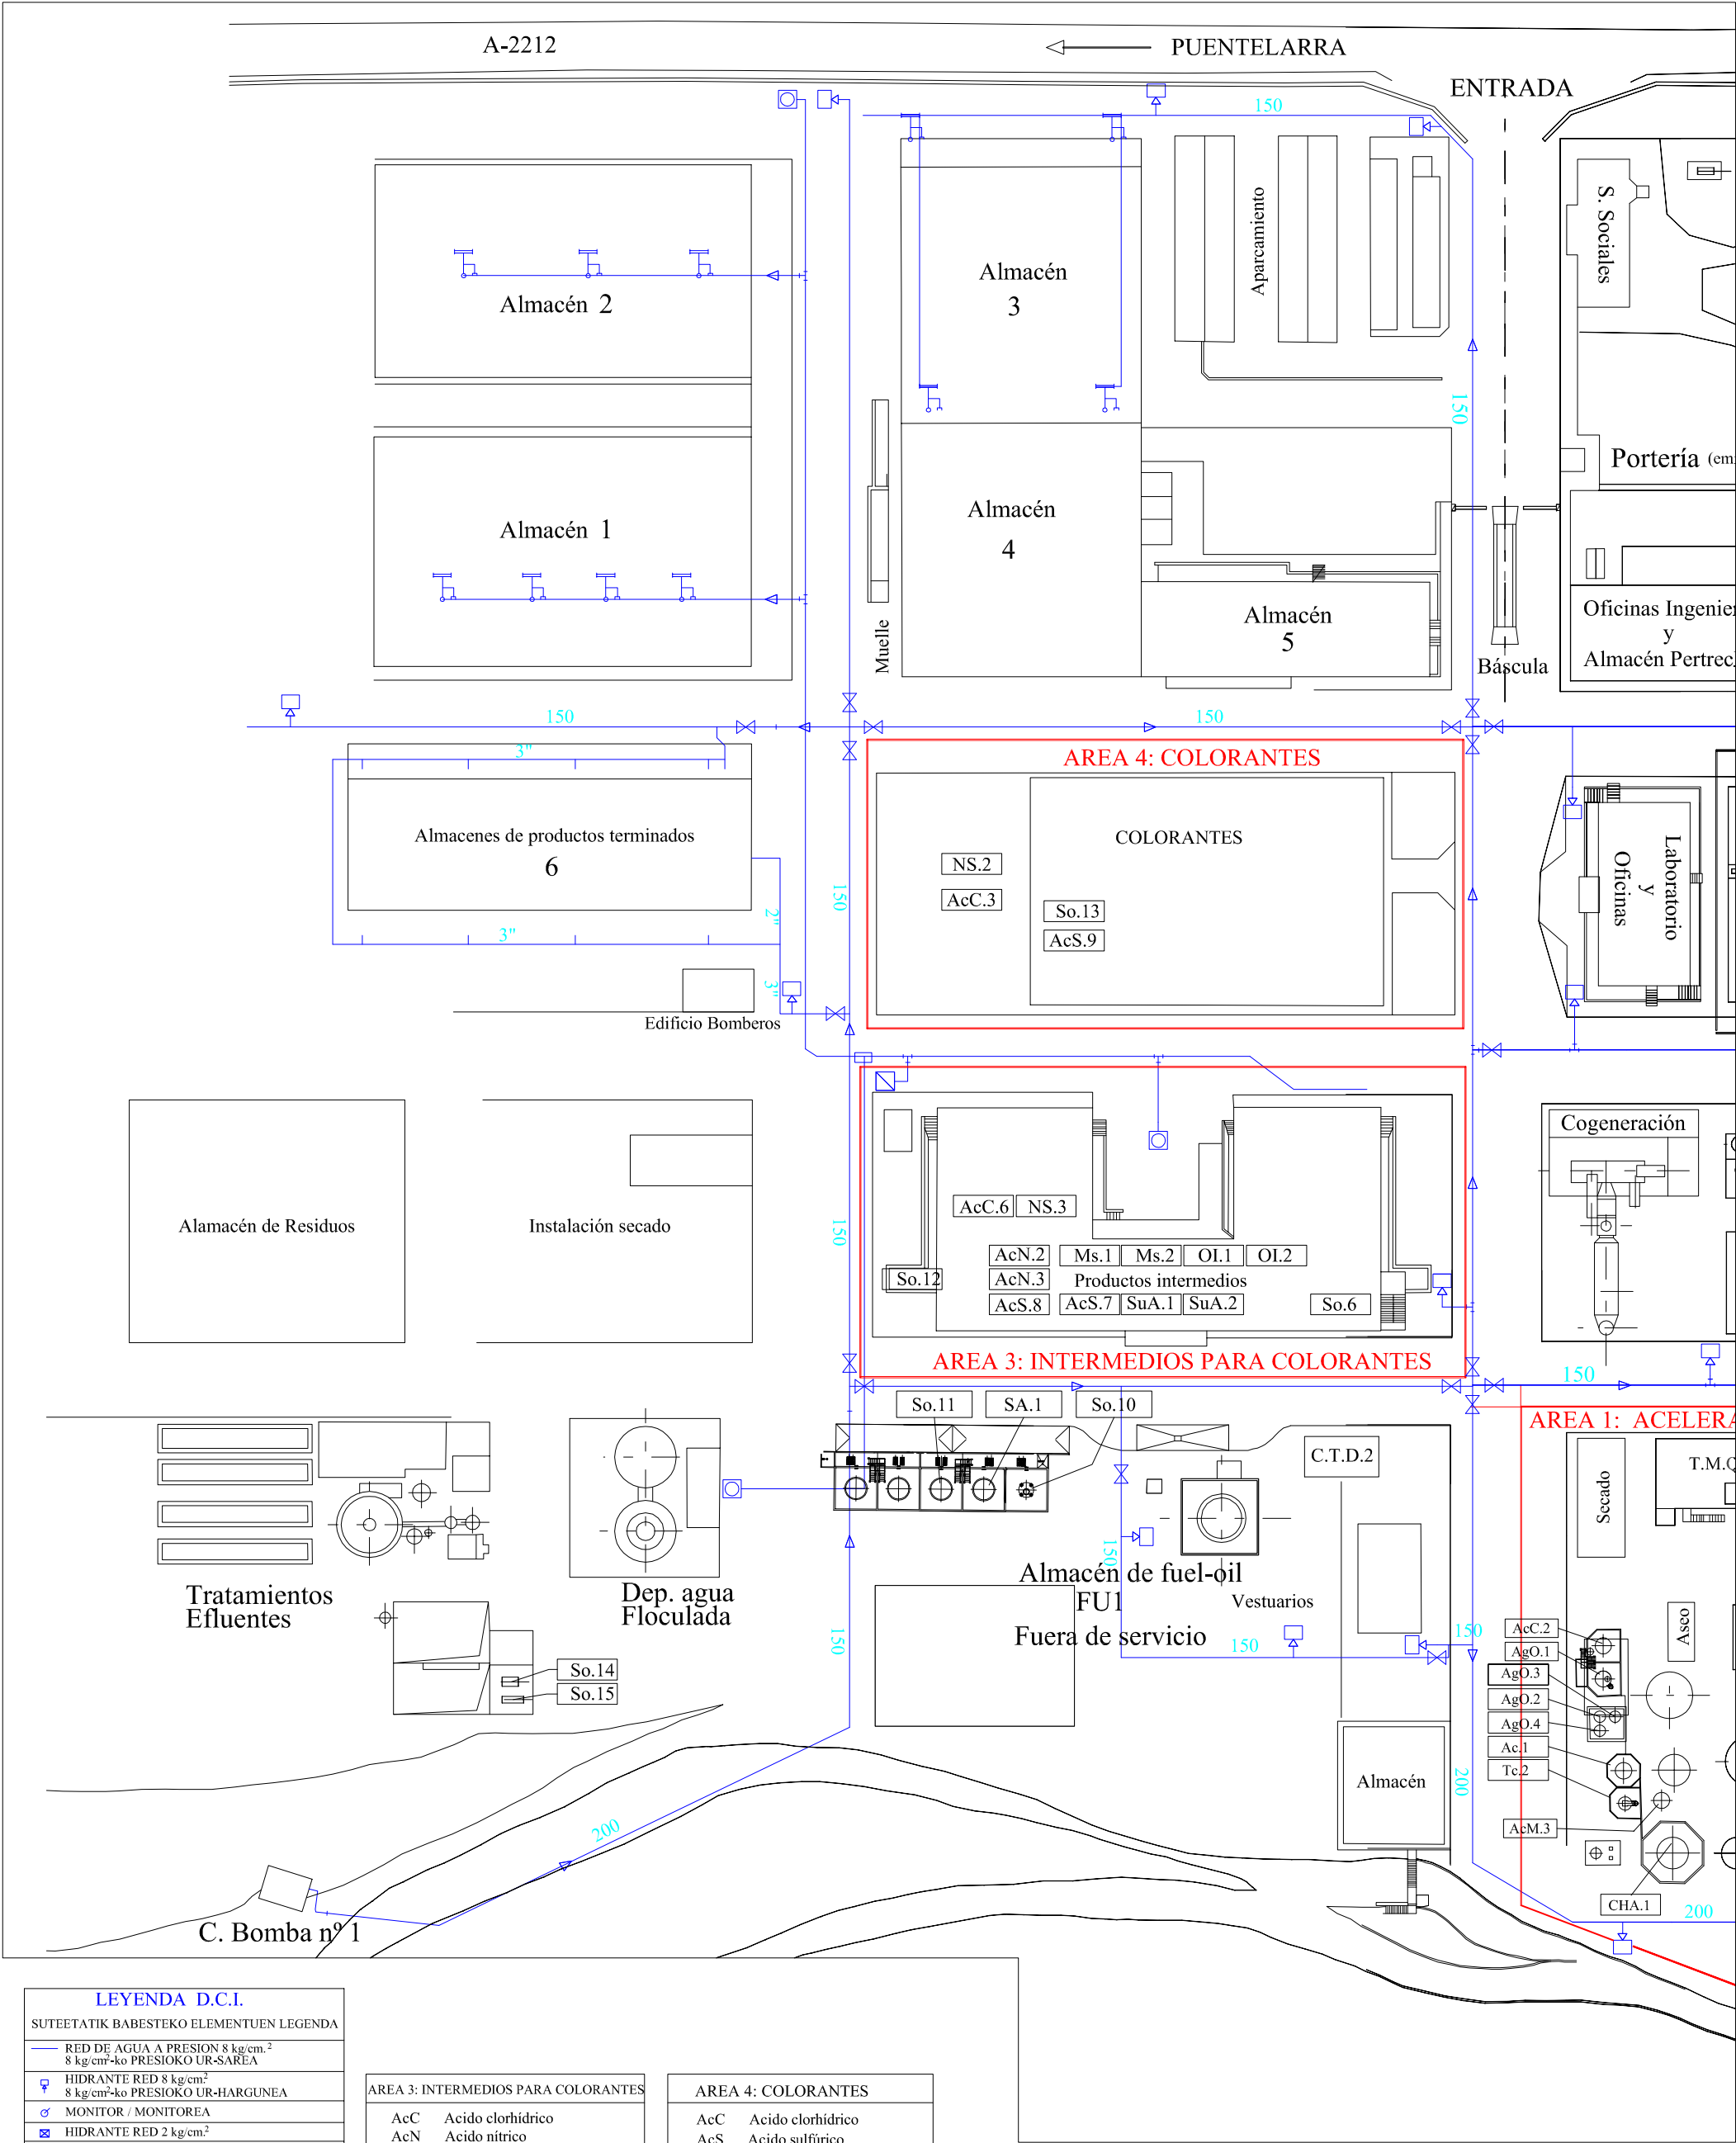 A-2212
PUENTELARRA
ENTRADA
150
S. Sociales
Aparcamiento
Almacén
3
Almacén 2
150
Portería
Almacén 1
Almacén
4
Muelle
Almacén
5
Báscula
Oficinas
y
Almacén
150
150
3"
AREA 4: COLORANTES
COLORANTES
Almacenes de productos terminados
6
NS.2
AcC.3
So.13
AcS.9
150
2"
3"
3"
Laboratorio
y
Oficinas
Edificio Bomberos
Cogeneración
Alamacén de Residuos
Instalación secado
150
AcC.6
NS.3
AcN.2
Ms.1
Ms.2
OI.1
OI.2
So.12
AcN.3
Productos intermedios
AcS.8
AcS.7
SuA.1
SuA.2
So.6
AREA 3: INTERMEDIOS PARA COLORANTES
150
So.11
SA.1
So.10
AREA 1:
C.T.D.2
Secado
150
Almacén de fuel-oil
FU1
Fuera de servicio
Vestuarios
Tratamientos
Efluentes
Dep. agua
Floculada
150
150
150
So.14
So.15
Asco
AcC.2
AgO.1
AgO.3
AgO.2
AgO.4
Ac.1
Tc.2
AcM.3
CHA.1
Almacén
200
200
200
C. Bomba nº 1
LEYENDA D.C.I.
SUTEETATIK BABESTEKO ELEMENTUEN LEGENDA
RED DE AGUA A PRESION 8 kg/cm.²
8 kg/cm²-ko PRESIOKO UR-SAREA
HIDRANTE RED 8 kg/cm²
8 kg/cm²-ko PRESIOKO UR-HARGUNEA
MONITOR / MONITOREA
HIDRANTE RED 2 kg/cm.²
AREA 3: INTERMEDIOS PARA COLORANTES
AcC Acido clorhídrico
AcN Acido nítrico
AREA 4: COLORANTES
AcC Acido clorhídrico
AcS Acido sulfúrico